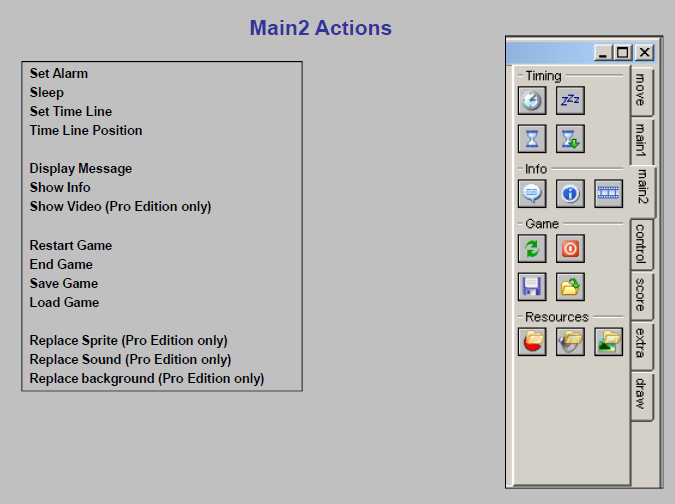 Main2 Actions
Set Alarm
Sleep
Set Time Line
Time Line Position
Display Message
Show Info
Show Video (Pro Edition only)
Restart Game
End Game
Save Game
Load Game
Replace Sprite (Pro Edition only)
Replace Sound (Pro Edition only)
Replace background (Pro Edition only)
Timing
zZz
Info
Game
Resources
move
main1
main2
control
score
extra
draw